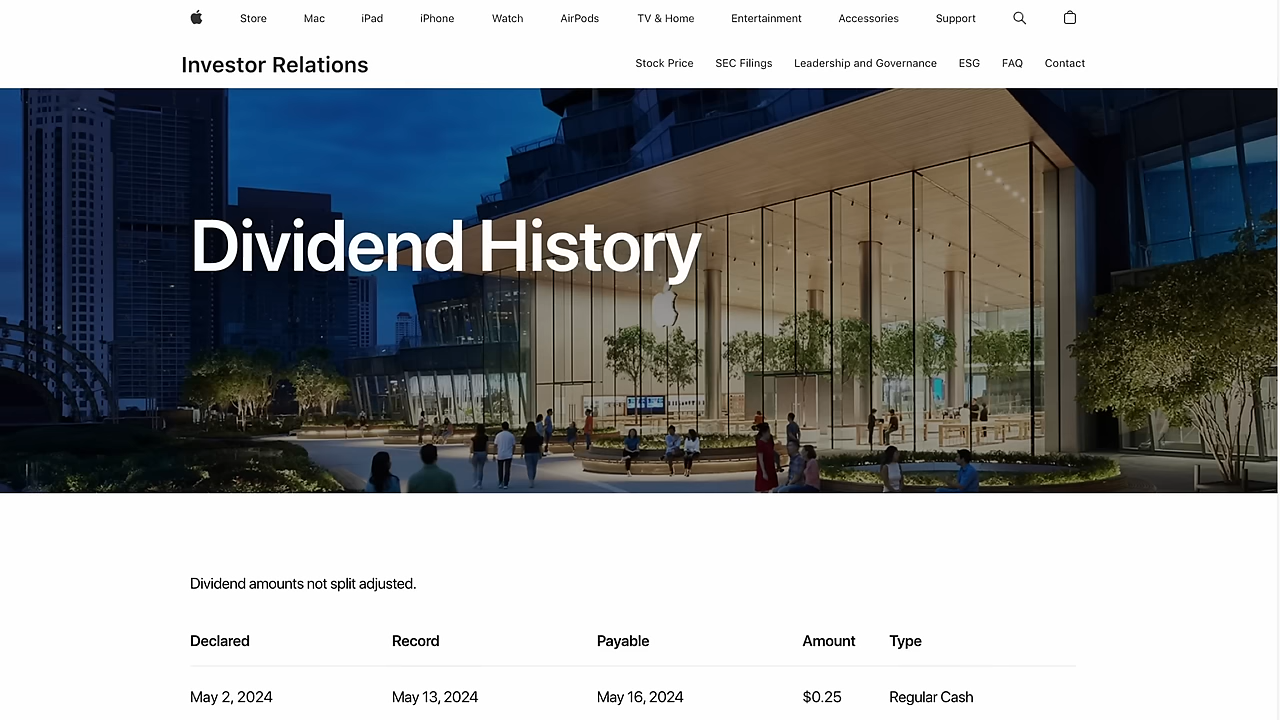 Store Mac iPad iPhone Watch AirPods TV & Home Entertainment Accessories Support
Investor Relations Stock Price SEC Filings Leadership and Governance ESG FAQ Contact
Dividend History
Dividend amounts not split adjusted.
Declared Record Payable Amount Type
May 2, 2024 May 13, 2024 May 16, 2024 $0.25 Regular Cash